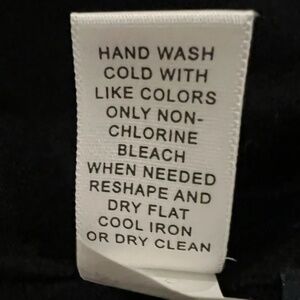 HAND WASH
COLD WITH
LIKE COLORS
ONLY NON-
CHLORINE
BLEACH
WHEN NEEDED
RESHAPE AND
DRY FLAT
COOL IRON
OR DRY CLEAN